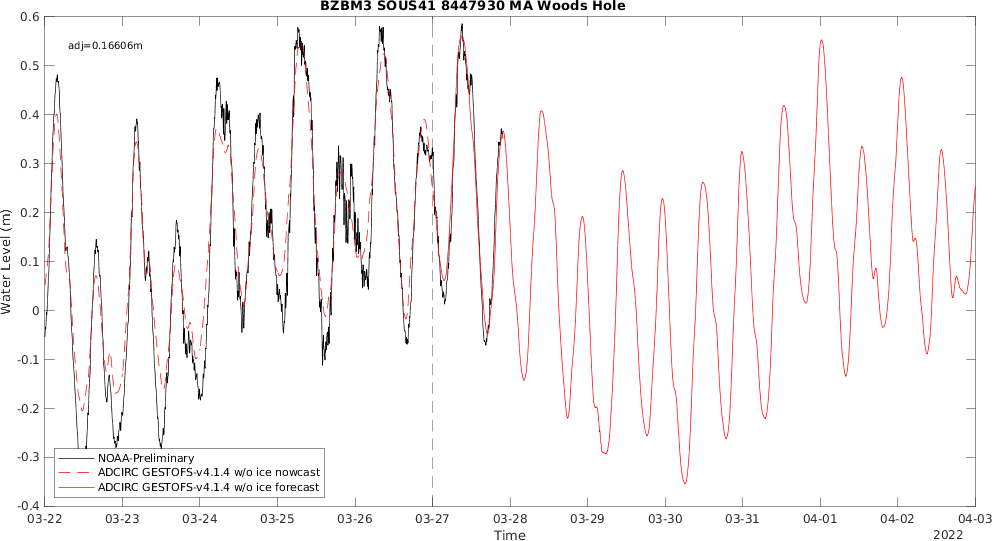 BZBM3 SOUS41 8447930 MA Woods Hole
adj=0.16606m
Water Level (m)
0.6
0.5
0.4
0.3
0.2
0.1
0
-0.1
-0.2
-0.3
-0.4
NOAA-Preliminary
ADCIRC GESTOFS-v4.1.4 w/o ice nowcast
ADCIRC GESTOFS-v4.1.4 w/o ice forecast
03-22 03-23 03-24 03-25 03-26 03-27 03-28 03-29 03-30 03-31 04-01 04-02 04-03
Time
2022